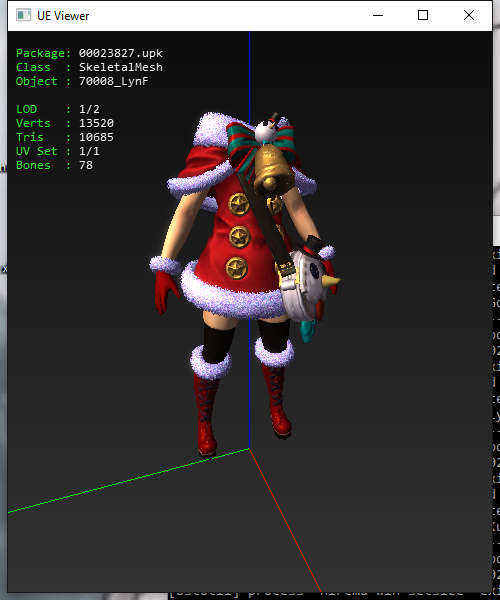 UE Viewer
Package: 00023827.upk
Class : SkeletalMesh
Object : 70008_LynF
LOD : 1/2
Verts : 13520
Tris : 10685
UV Set : 1/1
Bones : 78